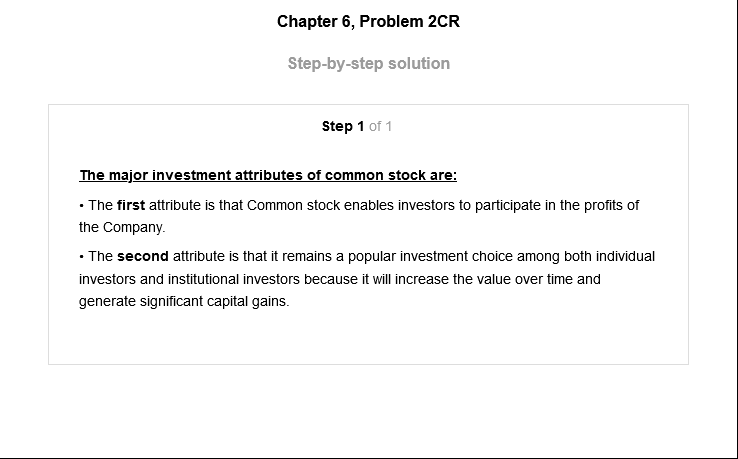 Chapter 6, Problem 2CR
Step-by-step solution
Step 1 of 1
The major investment attributes of common stock are:
• The first attribute is that Common stock enables investors to participate in the profits of
the Company.
• The second attribute is that it remains a popular investment choice among both individual
investors and institutional investors because it will increase the value over time and
generate significant capital gains.